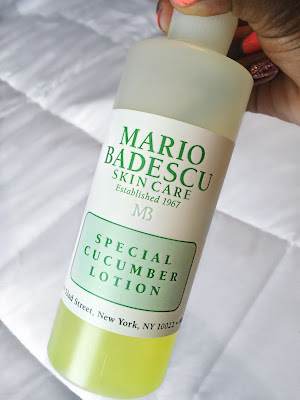 MARIO
BADESCU
SKIN CARE
Established 1967
MB
SPECIAL
CUCUMBER
LOTION
Street, New York, NY 10022 •